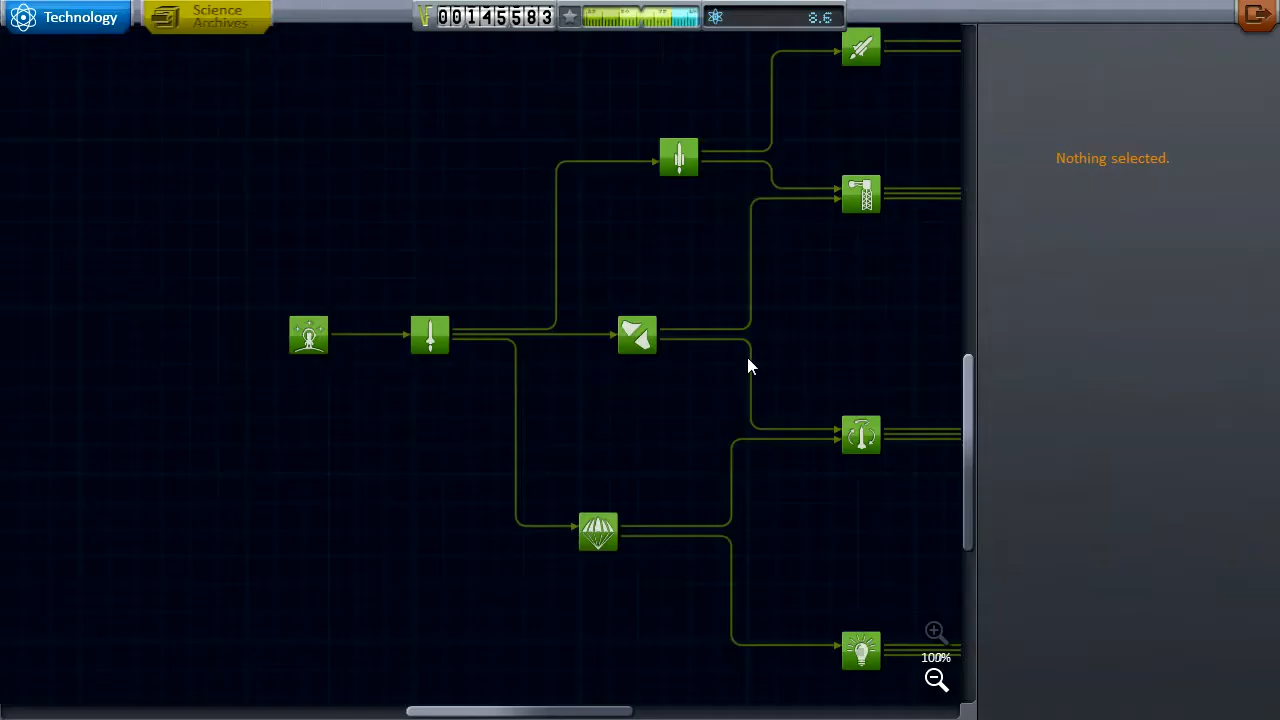 Technology
Science
Archives
00145583
8.6
Nothing selected.
100%